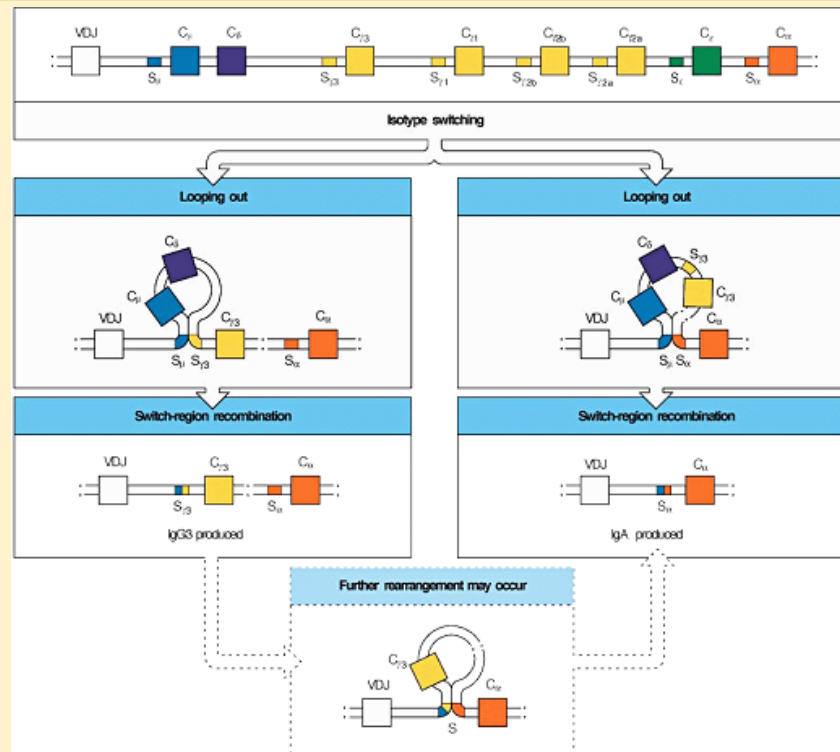 VDJ Cμ Cδ Cγ3 Cγ1 Cγ2b Cγ2a Cε Cα
Sμ Sγ3 Sγ1 Sγ2b Sγ2a Sε Sα
Isotype switching
Looping out
Cδ
Cμ
VDJ Cγ3 Cα
Sμ Sγ3 Sα
Looping out
Cδ Sγ3
Cμ Cγ3
VDJ Cα
Sμ Sα
Switch-region recombination
VDJ Cγ3 Cα
Sγ3 Sα
IgG3 produced
Switch-region recombination
VDJ Cα
Sα
IgA produced
Further rearrangement may occur
Cγ3
VDJ Cα
S